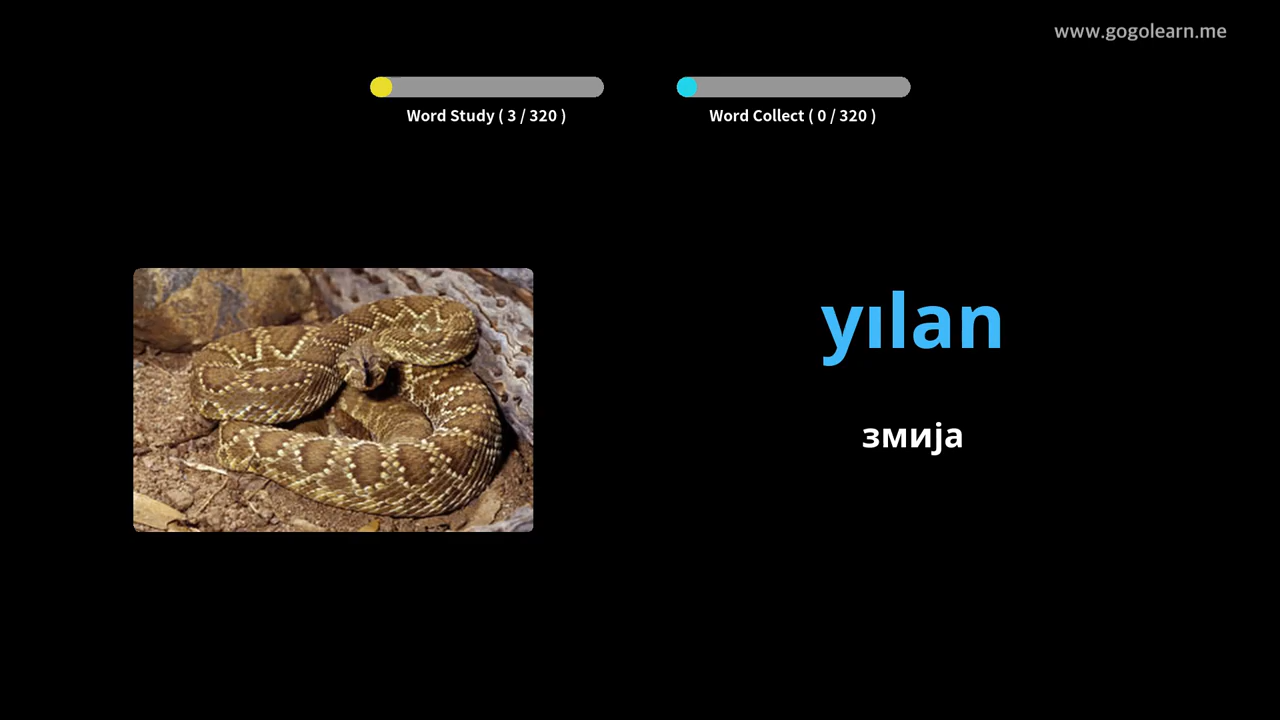 www.gogolearn.me
Word Study ( 3 / 320 )
Word Collect ( 0 / 320 )
yılan
змија